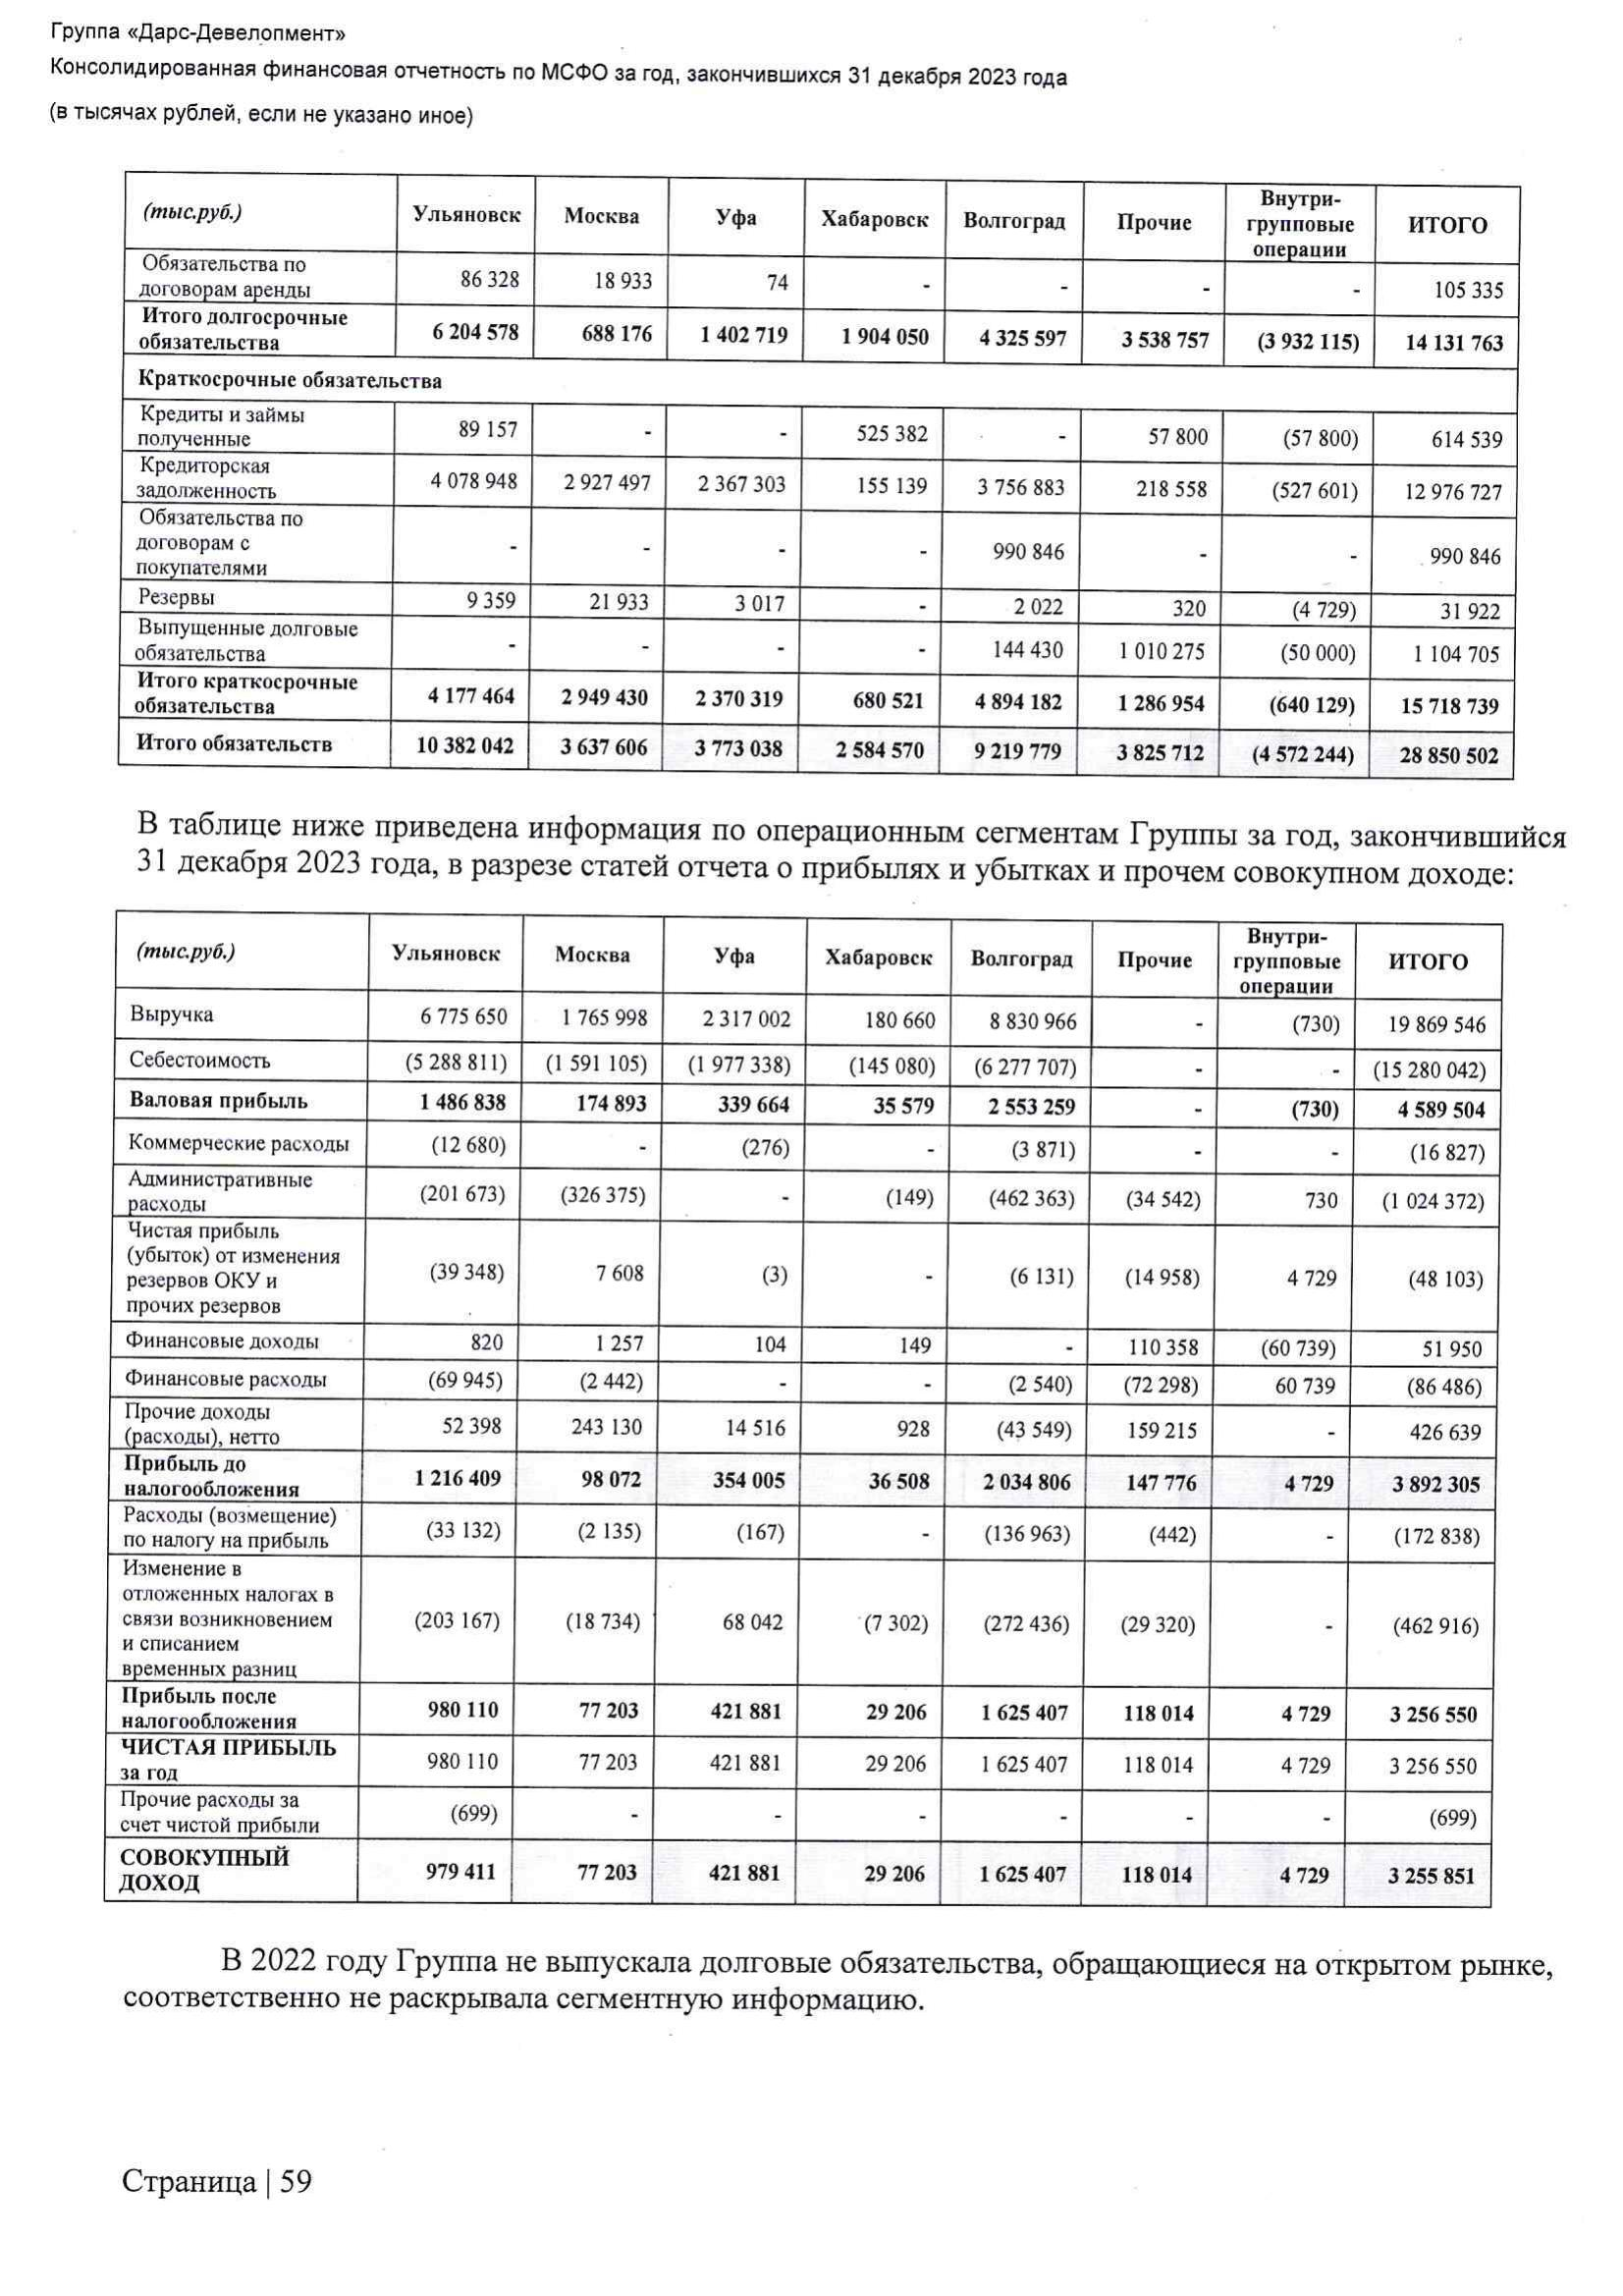 Группа «Дарс-Девелопмент»
Консолидированная финансовая отчетность по МСФО за год, закончившихся 31 декабря 2023 года
(в тысячах рублей, если не указано иное)
(тыс.руб.) Ульяновск Москва Уфа Хабаровск Волгоград Прочие Внутри-групповые операции ИТОГО
Обязательства по договорам аренды 86 328 18 933 74 - - - - 105 335
Итого долгосрочные обязательства 6 204 578 688 176 1 402 719 1 904 050 4 325 597 3 538 757 (3 932 115) 14 131 763
Краткосрочные обязательства
Кредиты и займы полученные 89 157 - - 525 382 - 57 800 (57 800) 614 539
Кредиторская задолженность 4 078 948 2 927 497 2 367 303 155 139 3 756 883 218 558 (527 601) 12 976 727
Обязательства по договорам с покупателями - - - - 990 846 - - 990 846
Резервы 9 359 21 933 3 017 - 2 022 320 (4 729) 31 922
Выпущенные долговые обязательства - - - - 144 430 1 010 275 (50 000) 1 104 705
Итого краткосрочные обязательства 4 177 464 2 949 430 2 370 319 680 521 4 894 182 1 286 954 (640 129) 15 718 739
Итого обязательств 10 382 042 3 637 606 3 773 038 2 584 570 9 219 779 3 825 712 (4 572 244) 28 850 502
В таблице ниже приведена информация по операционным сегментам Группы за год, закончившийся
31 декабря 2023 года, в разрезе статей отчета о прибылях и убытках и прочем совокупном доходе:
(тыс.руб.) Ульяновск Москва Уфа Хабаровск Волгоград Прочие Внутри-групповые операции ИТОГО
Выручка 6 775 650 1 765 998 2 317 002 180 660 8 830 966 - (730) 19 869 546
Себестоимость (5 288 811) (1 591 105) (1 977 338) (145 080) (6 277 707) - - (15 280 042)
Валовая прибыль 1 486 838 174 893 339 664 35 579 2 553 259 - (730) 4 589 504
Коммерческие расходы (12 680) - (276) - (3 871) - - (16 827)
Административные расходы (201 673) (326 375) - (149) (462 363) (34 542) 730 (1 024 372)
Чистая прибыль (убыток) от изменения резервов ОКУ и прочих резервов (39 348) 7 608 (3) - (6 131) (14 958) 4 729 (48 103)
Финансовые доходы 820 1 257 104 149 - 110 358 (60 739) 51 950
Финансовые расходы (69 945) (2 442) - - (2 540) (72 298) 60 739 (86 486)
Прочие доходы (расходы), нетто 52 398 243 130 14 516 928 (43 549) 159 215 - 426 639
Прибыль до налогообложения 1 216 409 98 072 354 005 36 508 2 034 806 147 776 4 729 3 892 305
Расходы (возмещение) по налогу на прибыль (33 132) (2 135) (167) - (136 963) (442) - (172 838)
Изменение в отложенных налогах в связи возникновением и списанием временных разниц (203 167) (18 734) 68 042 (7 302) (272 436) (29 320) - (462 916)
Прибыль после налогообложения 980 110 77 203 421 881 29 206 1 625 407 118 014 4 729 3 256 550
ЧИСТАЯ ПРИБЫЛЬ за год 980 110 77 203 421 881 29 206 1 625 407 118 014 4 729 3 256 550
Прочие расходы за счет чистой прибыли (699) - - - - - - (699)
СОВОКУПНЫЙ ДОХОД 979 411 77 203 421 881 29 206 1 625 407 118 014 4 729 3 255 851
В 2022 году Группа не выпускала долговые обязательства, обращающиеся на открытом рынке,
соответственно не раскрывала сегментную информацию.
Страница | 59